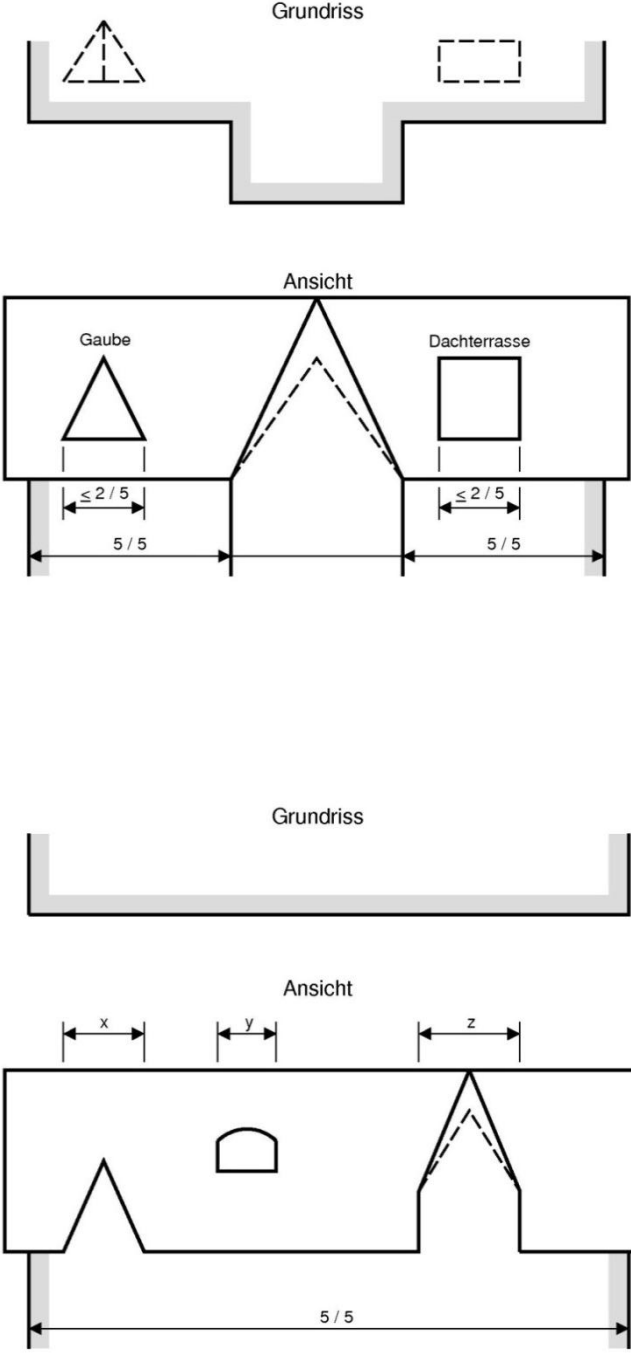 Grundriss
Ansicht
Gaube Dachterrasse
≤ 2 / 5 ≤ 2 / 5
5 / 5 5 / 5
Grundriss
Ansicht
x y z
5 / 5